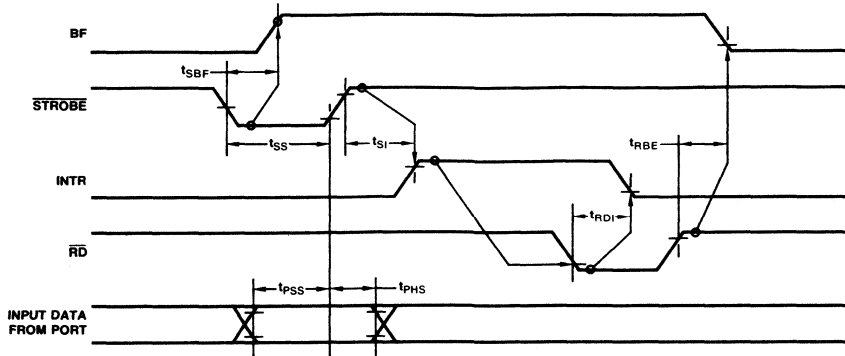 BF
tSBF
STROBE
tSS
tSI
tRBE
INTR
tRDI
RD
tPSS
tPHS
INPUT DATA
FROM PORT